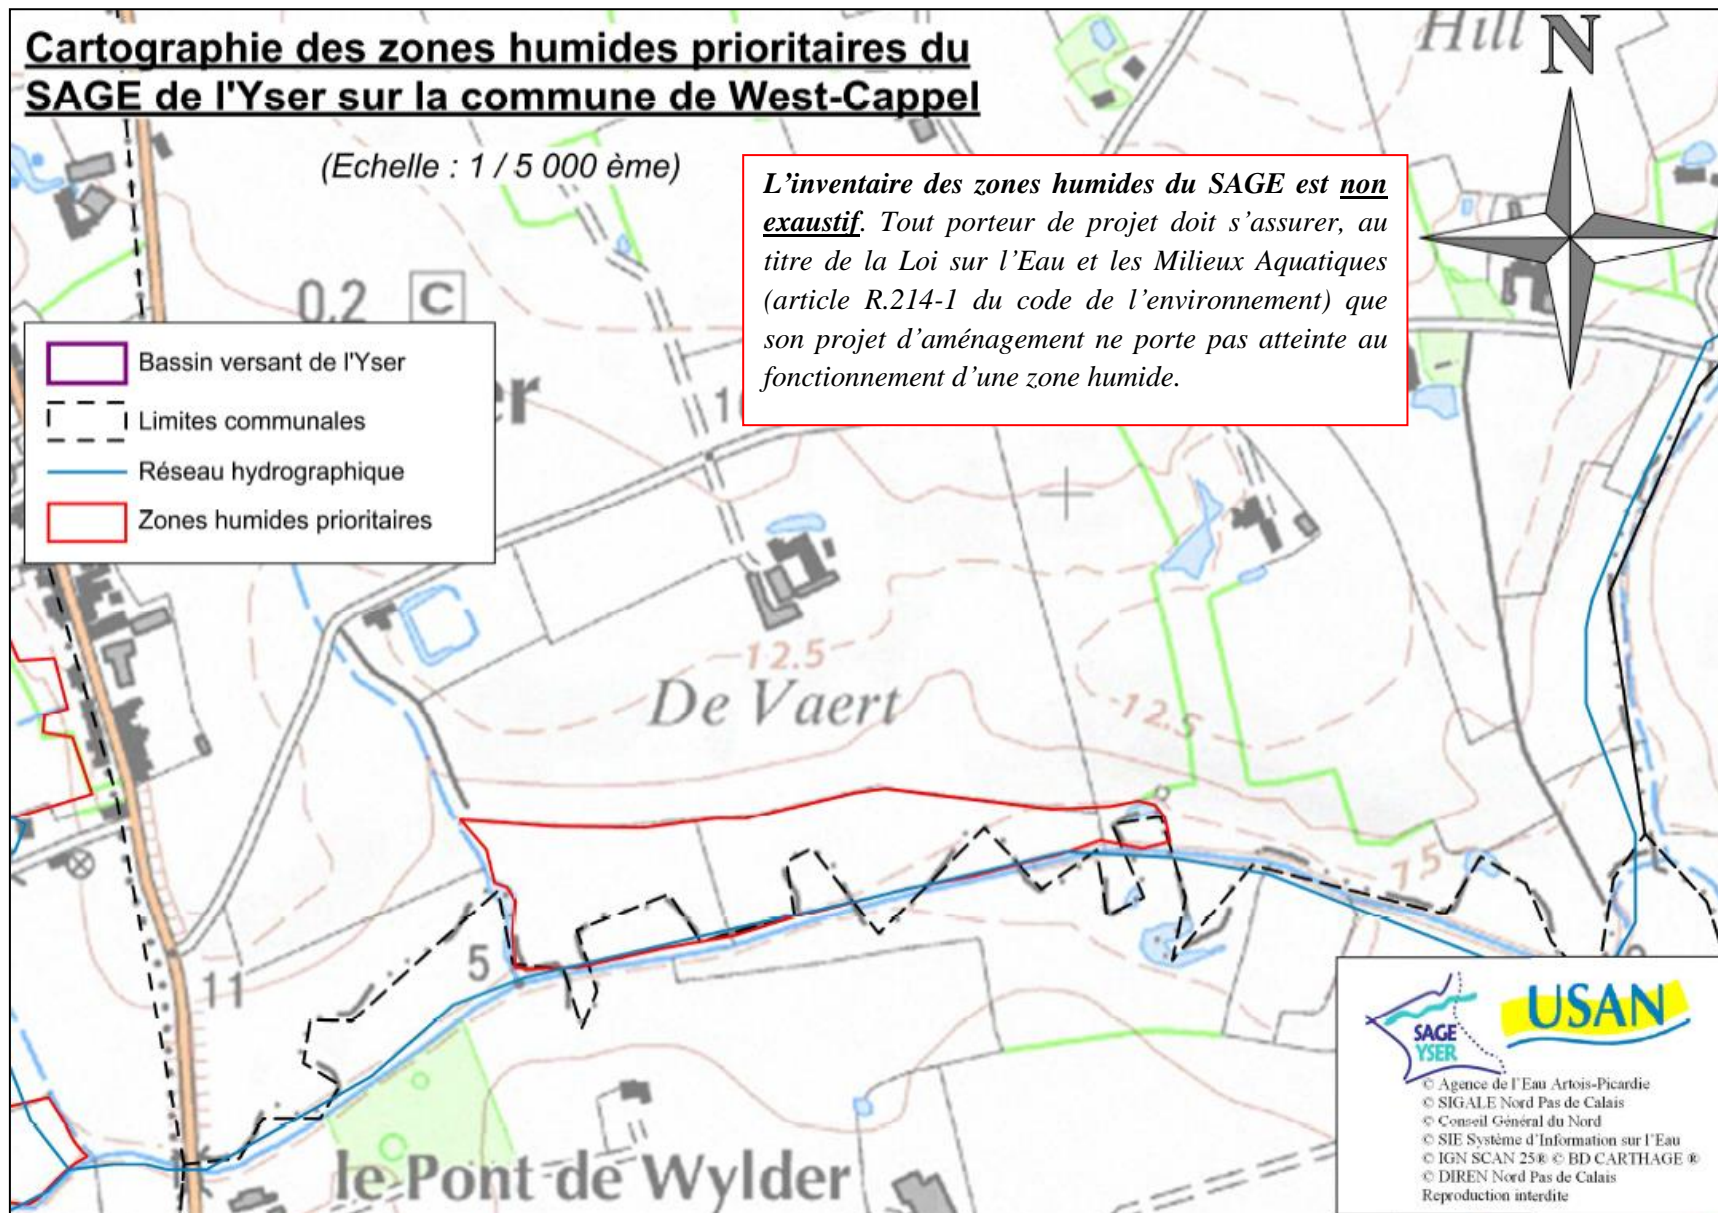 Cartographie des zones humides prioritaires du
SAGE de l'Yser sur la commune de West-Cappel
(Echelle : 1 / 5 000 ème)
Hill
N
L'inventaire des zones humides du SAGE est non
exaustif. Tout porteur de projet doit s'assurer, au
titre de la Loi sur l'Eau et les Milieux Aquatiques
(article R.214-1 du code de l'environnement) que
son projet d'aménagement ne porte pas atteinte au
fonctionnement d'une zone humide.
0.2
C
Bassin versant de l'Yser
Limites communales
Réseau hydrographique
Zones humides prioritaires
12.5
De Vaert
12.5
7.5
5
11
le Pont de Wylder
SAGE
YSER
USAN
© Agence de l'Eau Artois-Picardie
© SIGALE Nord Pas de Calais
© Conseil Général du Nord
© SIE Système d'Information sur l'Eau
© IGN SCAN 25® © BD CARTHAGE ®
© DIREN Nord Pas de Calais
Reproduction interdite